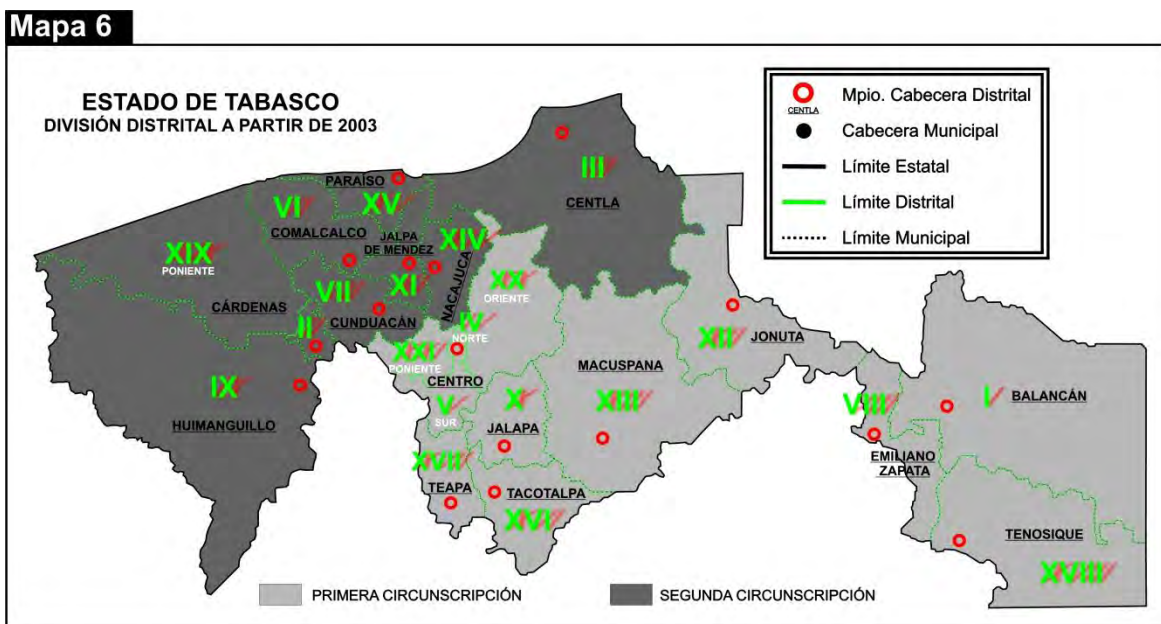 Mapa 6
ESTADO DE TABASCO
DIVISIÓN DISTRITAL A PARTIR DE 2003
CENTLA
Mpio. Cabecera Distrital
Cabecera Municipal
Límite Estatal
Límite Distrital
Límite Municipal
III
CENTLA
PARAÍSO
VI
XV
COMALCALCO
JALPA
DE MENDEZ
XIV
NACAJUCA
XIX
PONIENTE
CÁRDENAS
VII
XI
CUNDUACÁN
II
IX
HUIMANGUILLO
XX
ORIENTE
IV
NORTE
XXI
PONIENTE
CENTRO
V
SUR
X
JALAPA
MACUSPANA
XIII
XII
JONUTA
VIII
EMILIANO
ZAPATA
I
BALANCÁN
XVII
TEAPA
TACOTALPA
XVI
TENOSIQUE
XVIII
PRIMERA CIRCUNSCRIPCIÓN
SEGUNDA CIRCUNSCRIPCIÓN